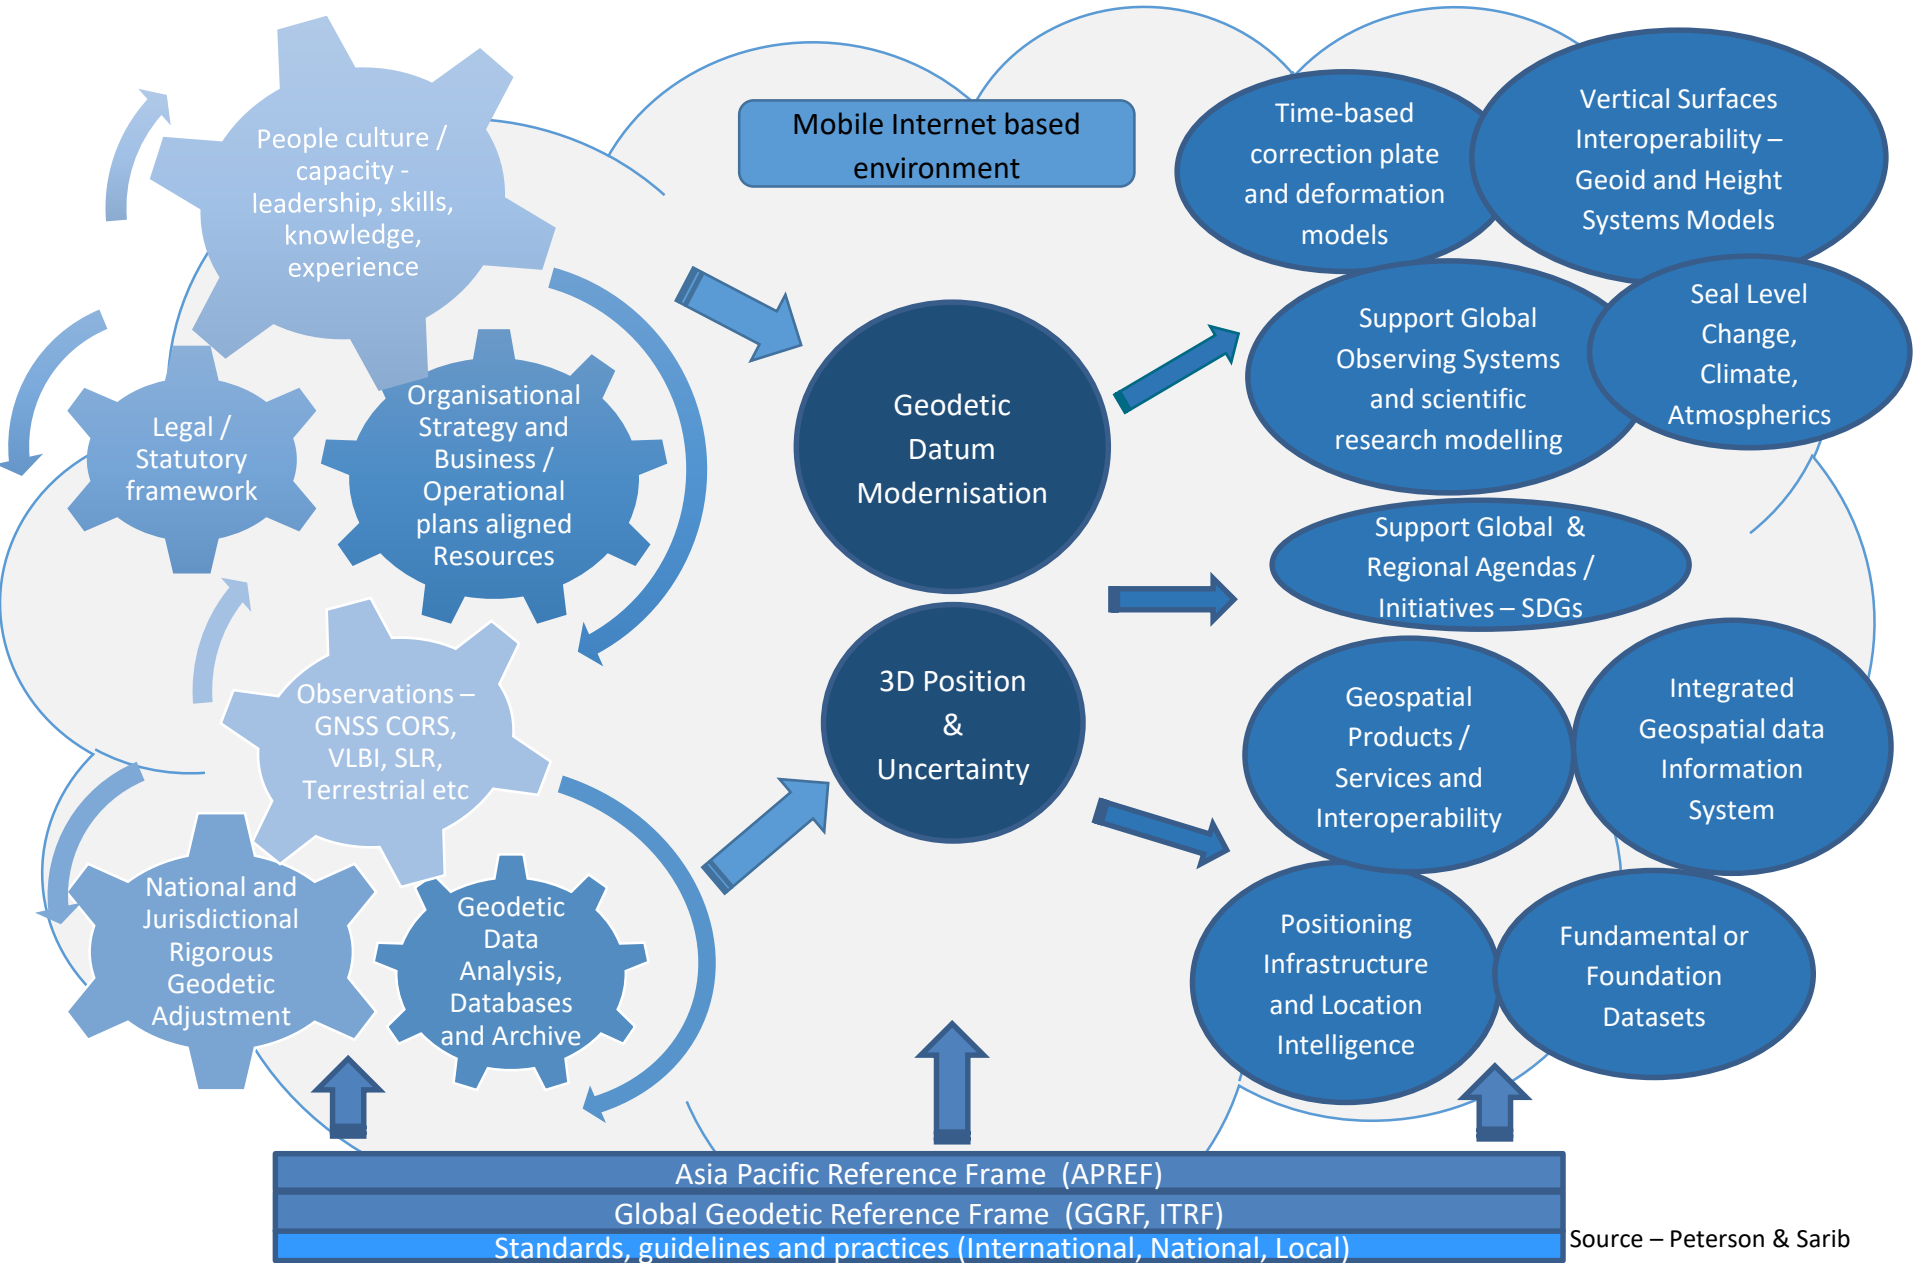 People culture /
capacity -
leadership, skills,
knowledge,
experience
Legal /
Statutory
framework
Organisational
Strategy and
Business /
Operational
plans aligned
Resources
Observations –
GNSS CORS,
VLBI, SLR,
Terrestrial etc
National and
Jurisdictional
Rigorous
Geodetic
Adjustment
Geodetic
Data
Analysis,
Databases
and Archive
Mobile Internet based
environment
Geodetic
Datum
Modernisation
3D Position
&
Uncertainty
Time-based
correction plate
and deformation
models
Vertical Surfaces
Interoperability –
Geoid and Height
Systems Models
Support Global
Observing Systems
and scientific
research modelling
Seal Level
Change,
Climate,
Atmospherics
Support Global  &
Regional Agendas /
Initiatives – SDGs
Geospatial
Products /
Services and
Interoperability
Integrated
Geospatial data
Information
System
Positioning
Infrastructure
and Location
Intelligence
Fundamental or
Foundation
Datasets
Asia Pacific Reference Frame  (APREF)
Global Geodetic Reference Frame  (GGRF, ITRF)
Standards, guidelines and practices (International, National, Local)
Source – Peterson & Sarib